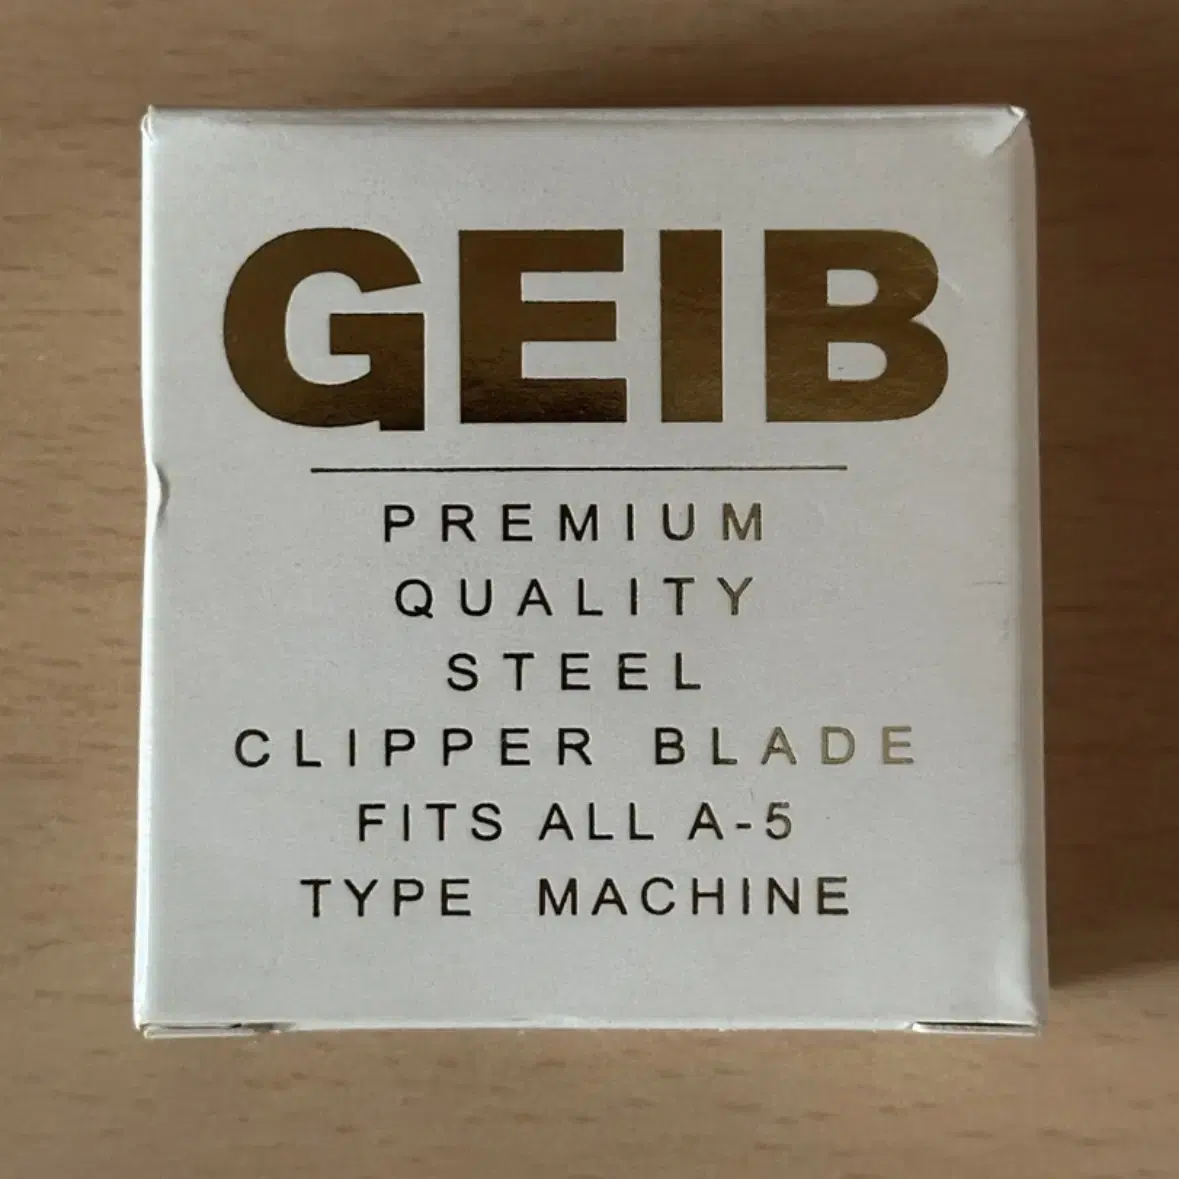 GEIB
PREMIUM
QUALITY
STEEL
CLIPPER BLADE
FITS ALL A-5
TYPE MACHINE